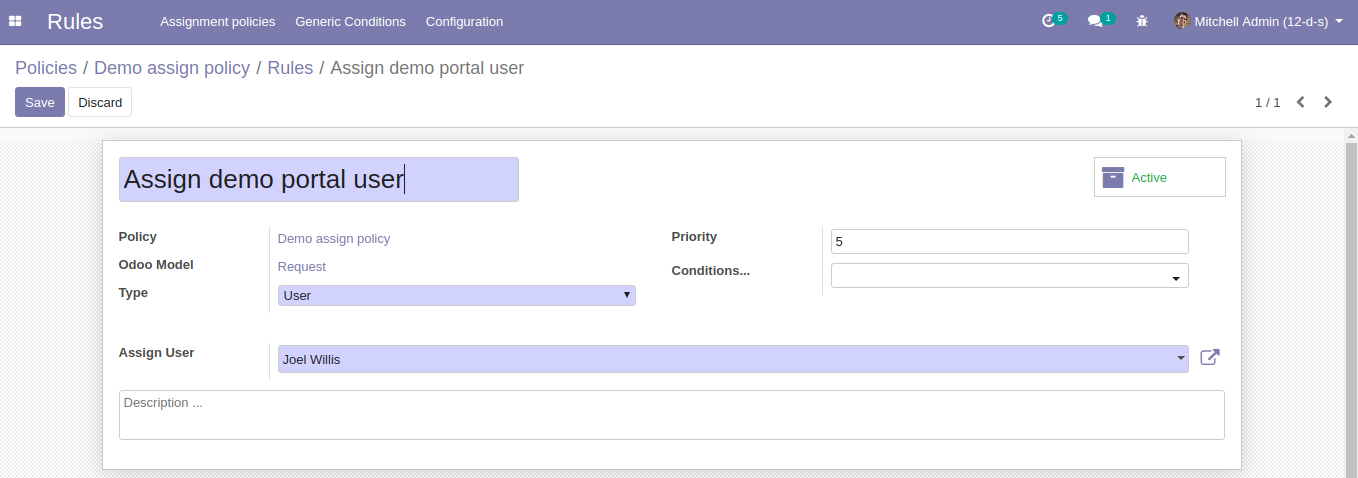 Rules Assignment policies Generic Conditions Configuration 5 1 Mitchell Admin (12-d-s)
Policies / Demo assign policy / Rules / Assign demo portal user
Save Discard 1 / 1
Assign demo portal user Active
Policy Demo assign policy Priority 5
Odoo Model Request Conditions...
Type User
Assign User Joel Willis
Description ...